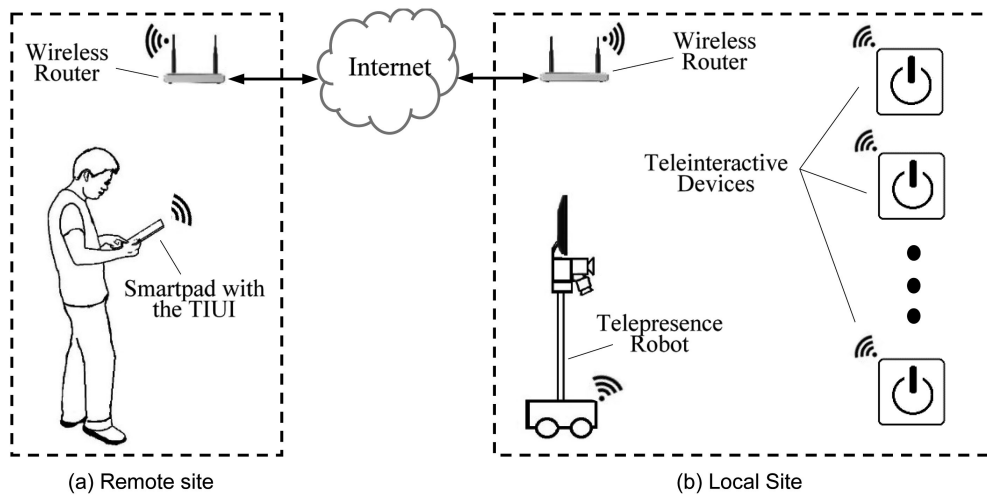 Wireless
Router
Internet
Wireless
Router
Teleinteractive
Devices
Smartpad with
the TIUI
Telepresence
Robot
(a) Remote site
(b) Local Site